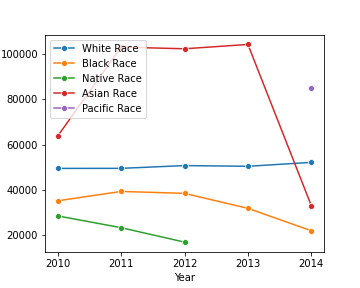 White Race
Black Race
Native Race
Asian Race
Pacific Race
100000
80000
60000
40000
20000
2010 2011 2012 2013 2014
Year